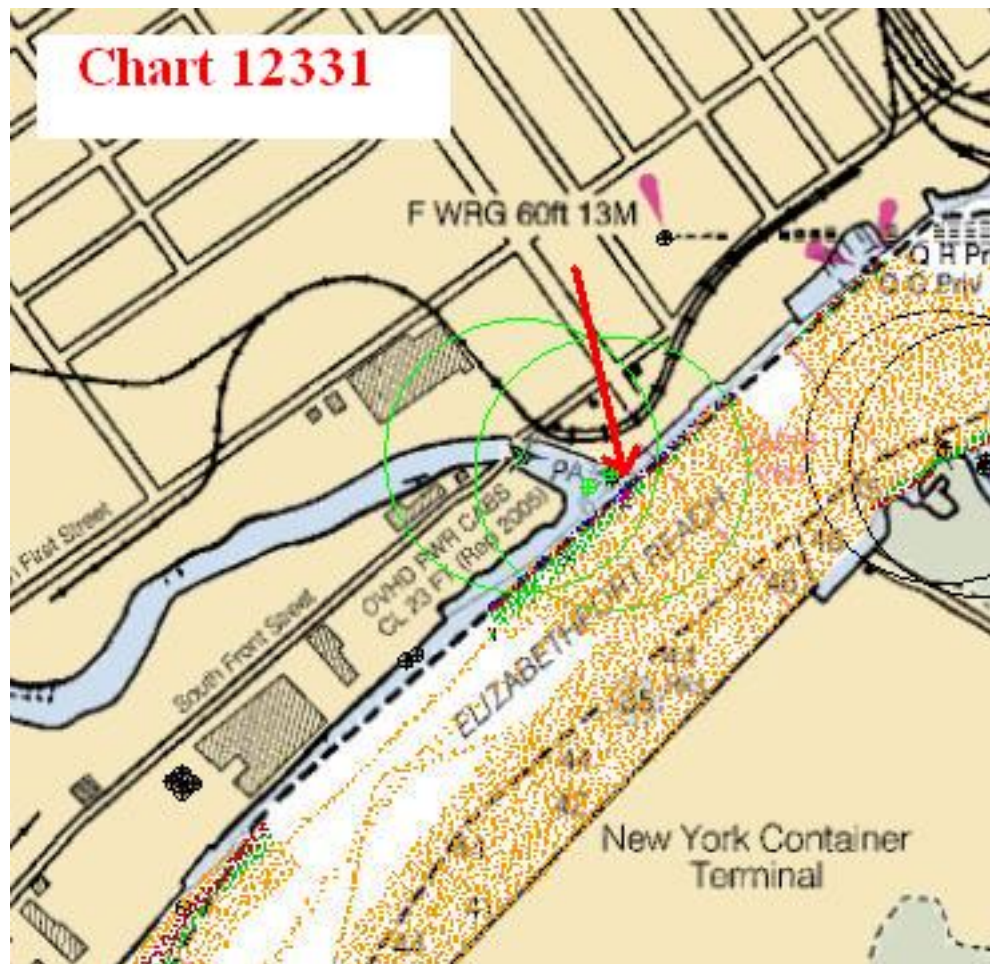 Chart 12331
F WRG 60ft 13M
Q R Pr
Q G Priv
PA
OVHD PWR CABS
CL 23 FT (Rep 2005)
First Street
South Front Street
ELIZABETHPORT REACH
New York Container
Terminal